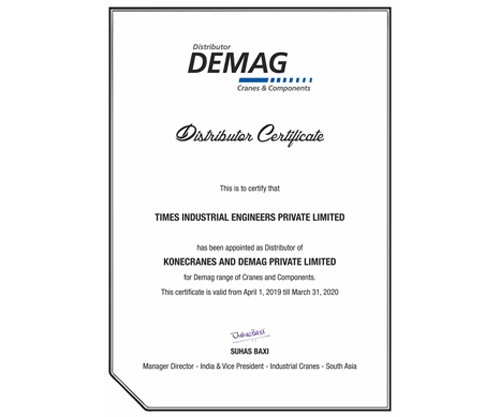 Distributor
DEMAG
Cranes & Components
Distributor Certificate
This is to certify that
TIMES INDUSTRIAL ENGINEERS PRIVATE LIMITED
has been appointed as Distributor of
KONECRANES AND DEMAG PRIVATE LIMITED
for Demag range of Cranes and Components.
This certificate is valid from April 1, 2019 till March 31, 2020
SuhasBaxi
SUHAS BAXI
Manager Director - India & Vice President - Industrial Cranes - South Asia